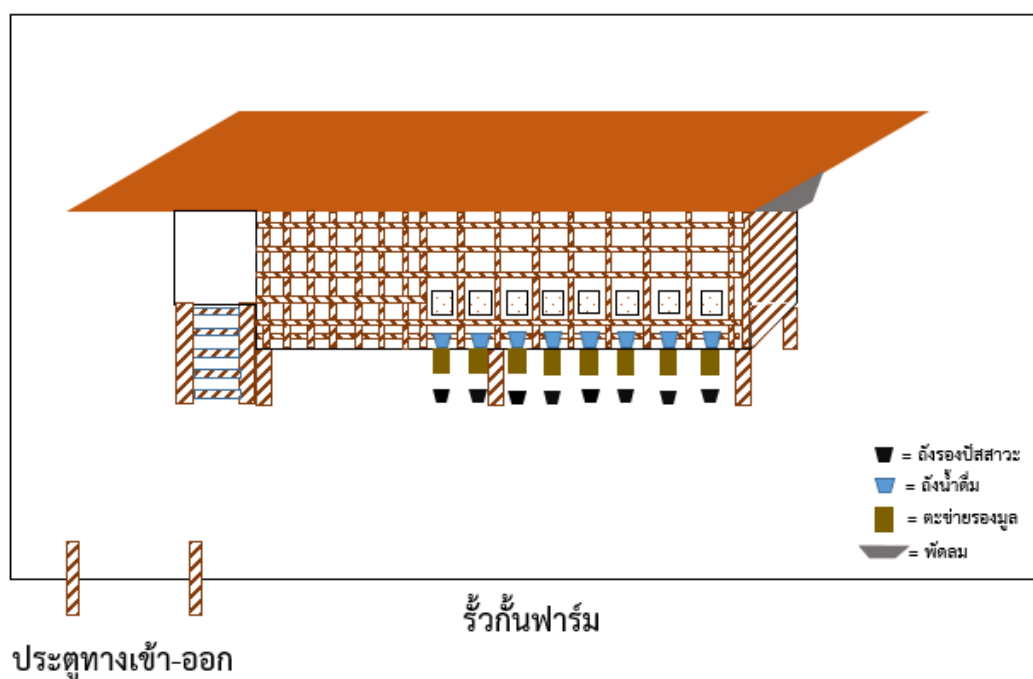 = ถังรองปัสสาวะ
= ถังน้ำดื่ม
= ตะข่ายรองมูล
= พัดลม
รั้วกั้นฟาร์ม
ประตูทางเข้า-ออก